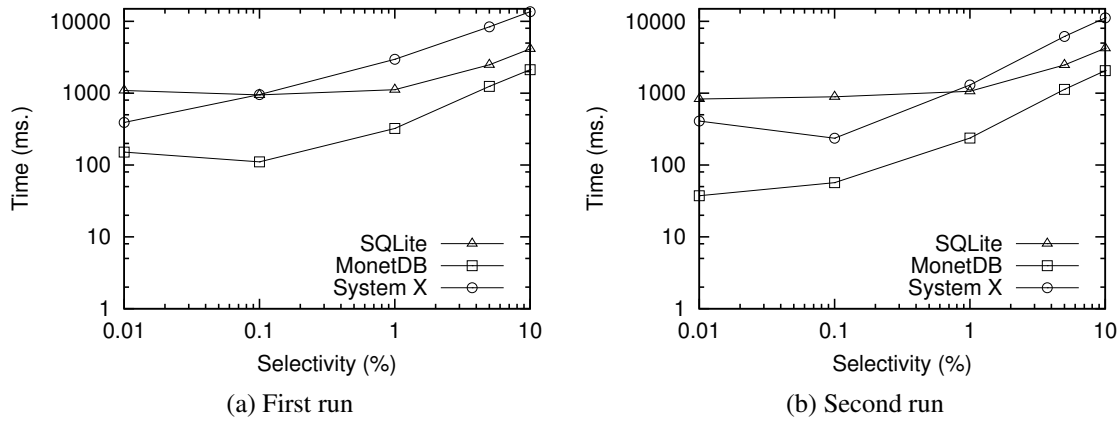 10000
1000
100
10
1
Time (ms.)
SQLite
MonetDB
System X
0.01 0.1 1 10
Selectivity (%)
(a) First run
10000
1000
100
10
1
Time (ms.)
SQLite
MonetDB
System X
0.01 0.1 1 10
Selectivity (%)
(b) Second run